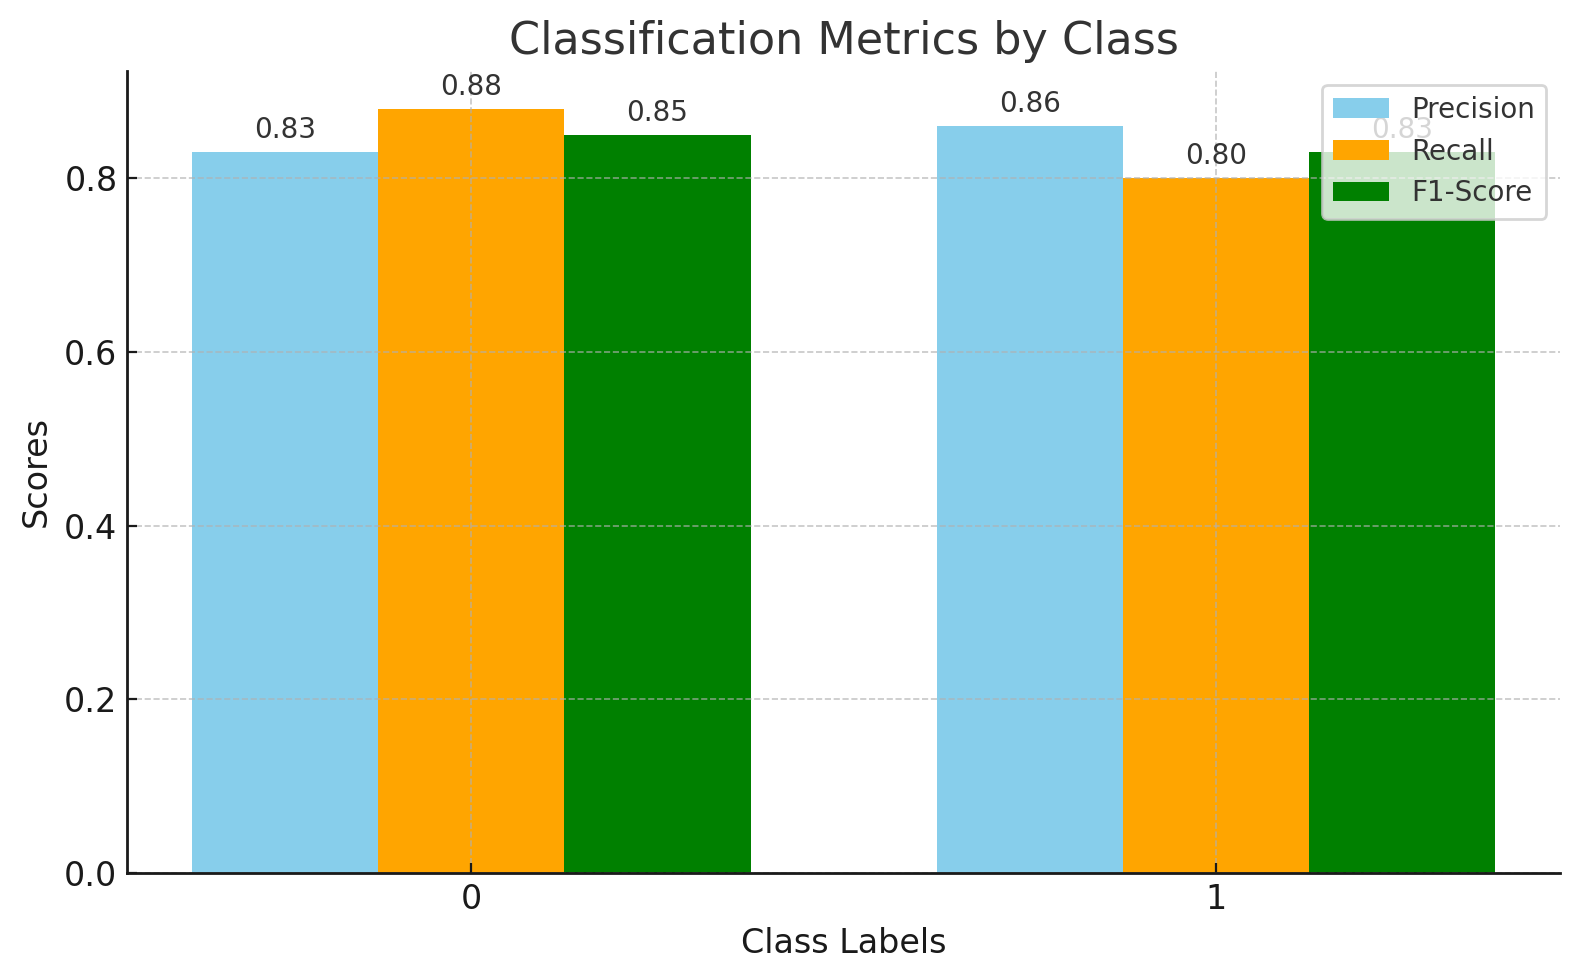 Classification Metrics by Class
0.83
0.88
0.85
0.86
0.80
0.83
Precision
Recall
F1-Score
Scores
0.8
0.6
0.4
0.2
0.0
0
1
Class Labels